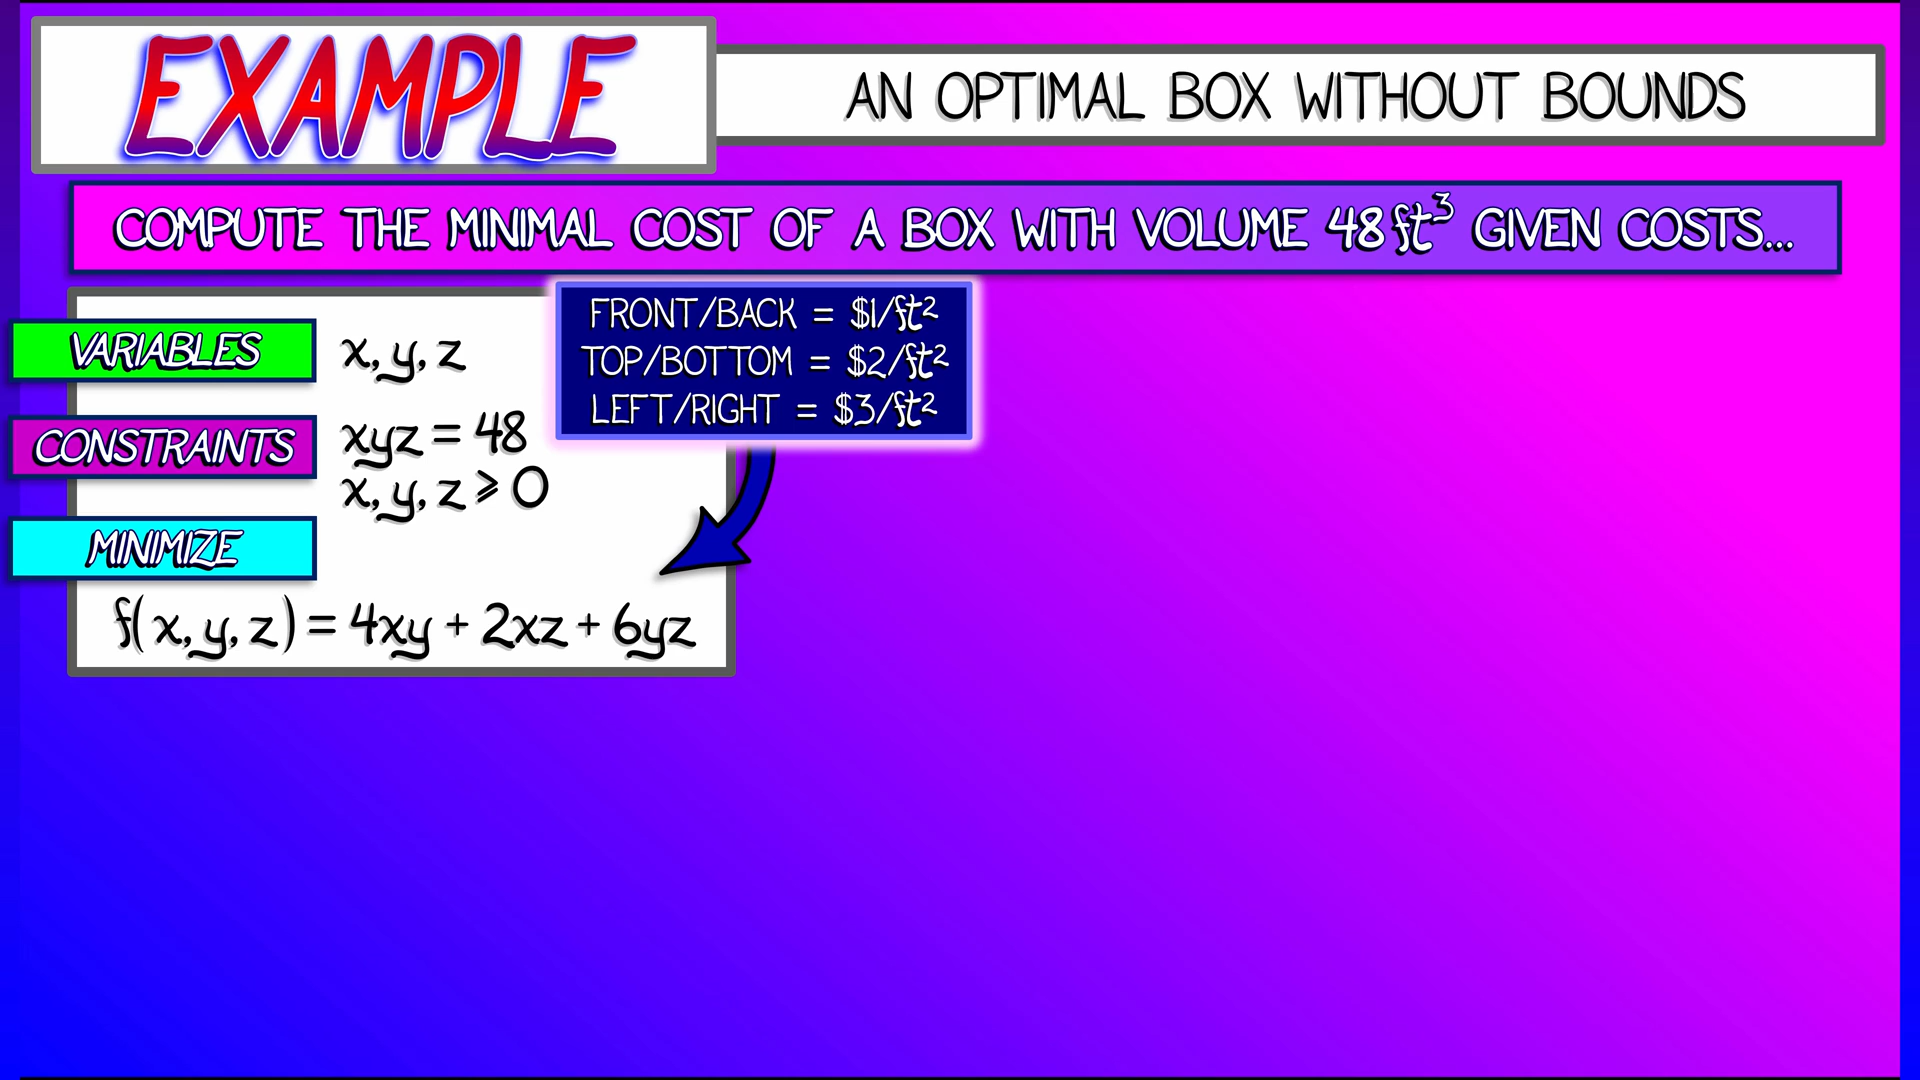 EXAMPLE
AN OPTIMAL BOX WITHOUT BOUNDS
COMPUTE THE MINIMAL COST OF A BOX WITH VOLUME 48 ft³ GIVEN COSTS...
FRONT/BACK = $1/ft²
TOP/BOTTOM = $2/ft²
LEFT/RIGHT = $3/ft²
VARIABLES x, y, z
CONSTRAINTS xyz = 48
x, y, z ⩾ 0
MINIMIZE
f(x, y, z) = 4xy + 2xz + 6yz